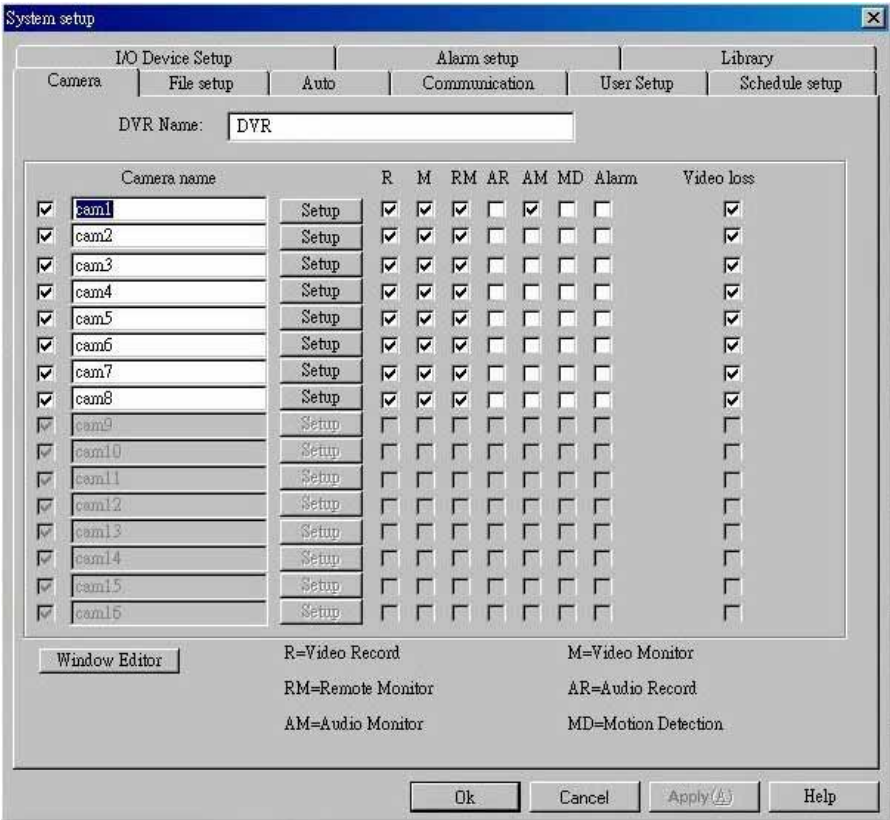 System setup
I/O Device Setup Alarm setup Library
Camera File setup Auto Communication User Setup Schedule setup
DVR Name: DVR
Camera name R M RM AR AM MD Alarm Video loss
cam1 Setup
cam2 Setup
cam3 Setup
cam4 Setup
cam5 Setup
cam6 Setup
cam7 Setup
cam8 Setup
cam9 Setup
cam10 Setup
cam11 Setup
cam12 Setup
cam13 Setup
cam14 Setup
cam15 Setup
cam16 Setup
Window Editor R=Video Record M=Video Monitor
RM=Remote Monitor AR=Audio Record
AM=Audio Monitor MD=Motion Detection
Ok Cancel Apply(A) Help